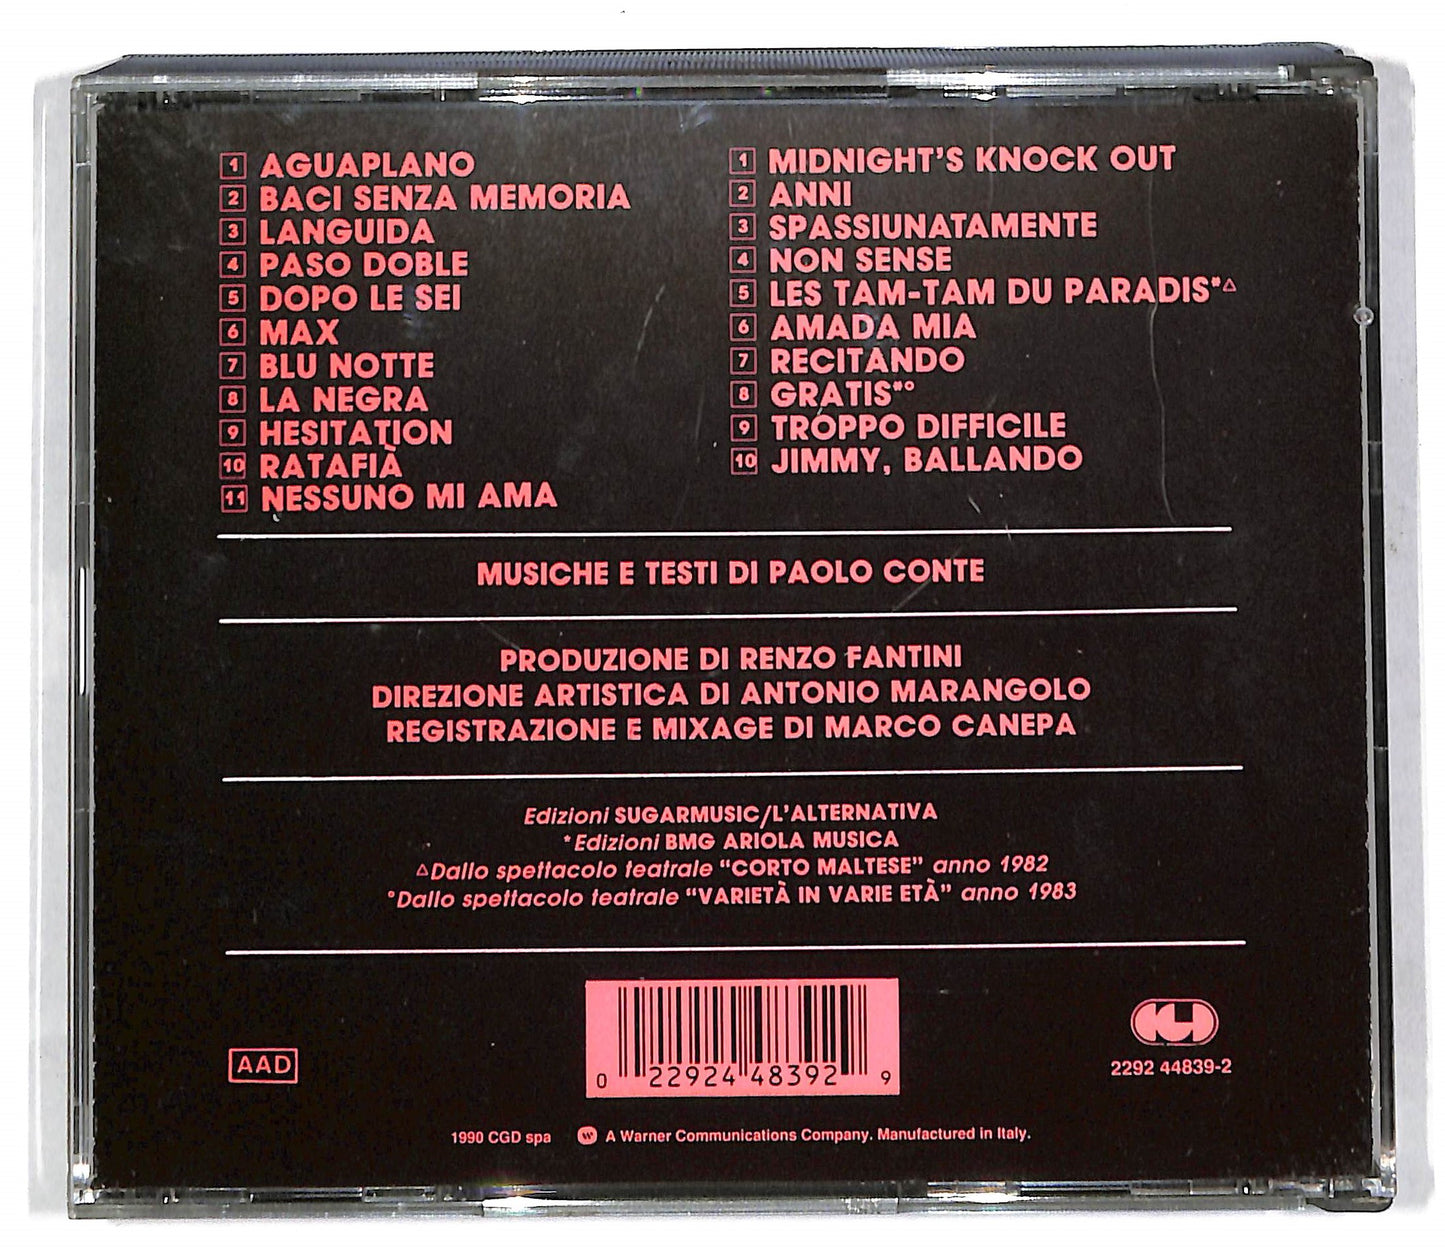 1 AGUAPLANO
2 BACI SENZA MEMORIA
3 LANGUIDA
4 PASO DOBLE
5 DOPO LE SEI
6 MAX
7 BLU NOTTE
8 LA NEGRA
9 HESITATION
10 RATAFIÀ
11 NESSUNO MI AMA
1 MIDNIGHT'S KNOCK OUT
2 ANNI
3 SPASSIUNATAMENTE
4 NON SENSE
5 LES TAM-TAM DU PARADIS*△
6 AMADA MIA
7 RECITANDO
8 GRATIS*°
9 TROPPO DIFFICILE
10 JIMMY, BALLANDO
MUSICHE E TESTI DI PAOLO CONTE
PRODUZIONE DI RENZO FANTINI
DIREZIONE ARTISTICA DI ANTONIO MARANGOLO
REGISTRAZIONE E MIXAGE DI MARCO CANEPA
Edizioni SUGARMUSIC/L'ALTERNATIVA
*Edizioni BMG ARIOLA MUSICA
△Dallo spettacolo teatrale "CORTO MALTESE" anno 1982
°Dallo spettacolo teatrale "VARIETÀ IN VARIE ETÀ" anno 1983
AAD
0 22924 48392 9
CGD
2292 44839-2
1990 CGD spa W A Warner Communications Company. Manufactured in Italy.